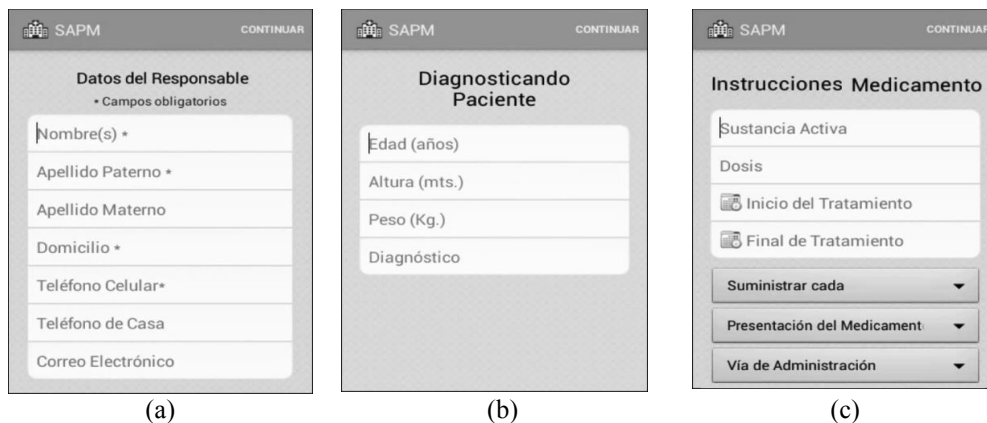 SAPM CONTINUAR
Datos del Responsable
* Campos obligatorios
Nombre(s) *
Apellido Paterno *
Apellido Materno
Domicilio *
Teléfono Celular*
Teléfono de Casa
Correo Electrónico
(a)
SAPM CONTINUAR
Diagnosticando
Paciente
Edad (años)
Altura (mts.)
Peso (Kg.)
Diagnóstico
(b)
SAPM CONTINUAR
Instrucciones Medicamento
Sustancia Activa
Dosis
Inicio del Tratamiento
Final de Tratamiento
Suministrar cada
Presentación del Medicament
Vía de Administración
(c)